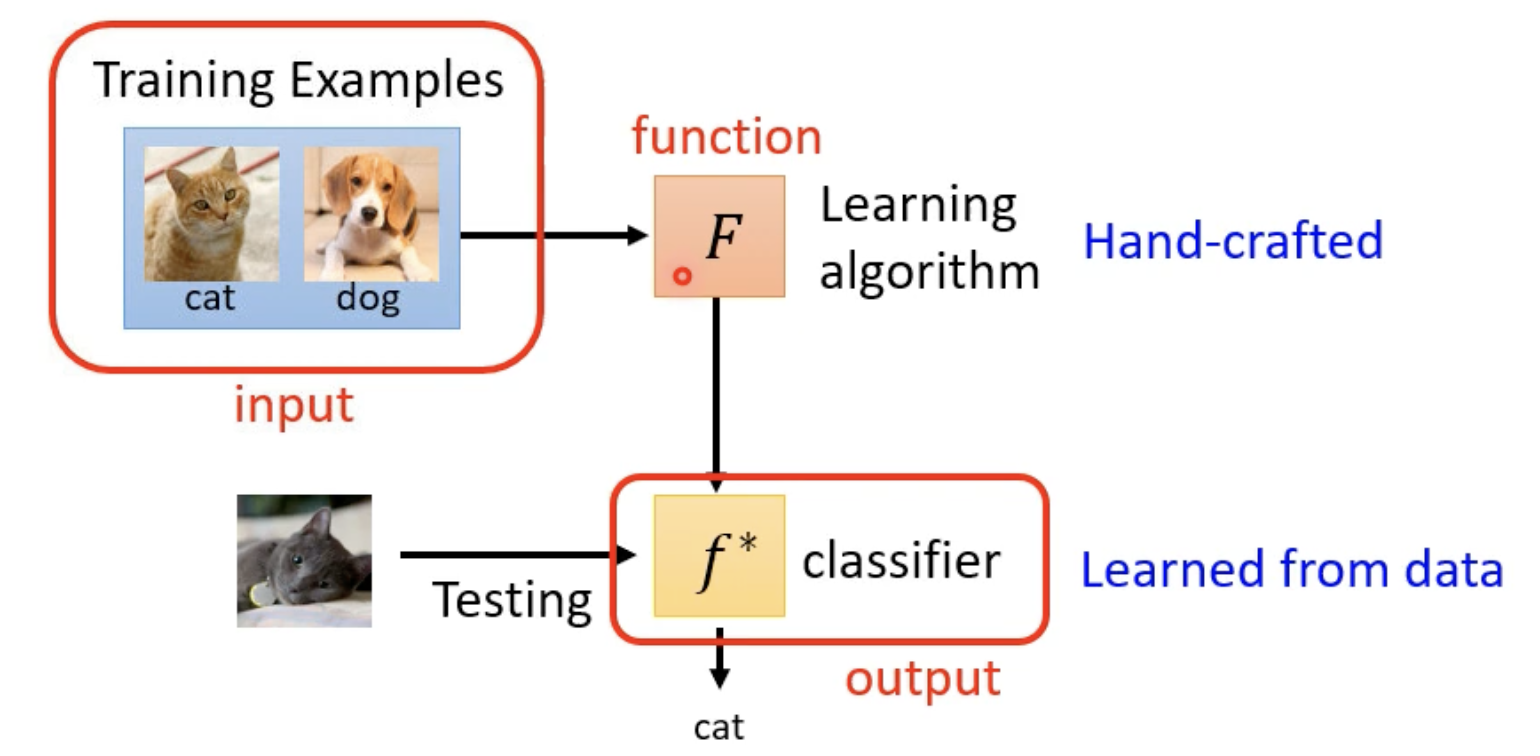 Training Examples
cat
dog
input
function
F
Learning
algorithm
Hand-crafted
Testing
f*
classifier
Learned from data
output
cat